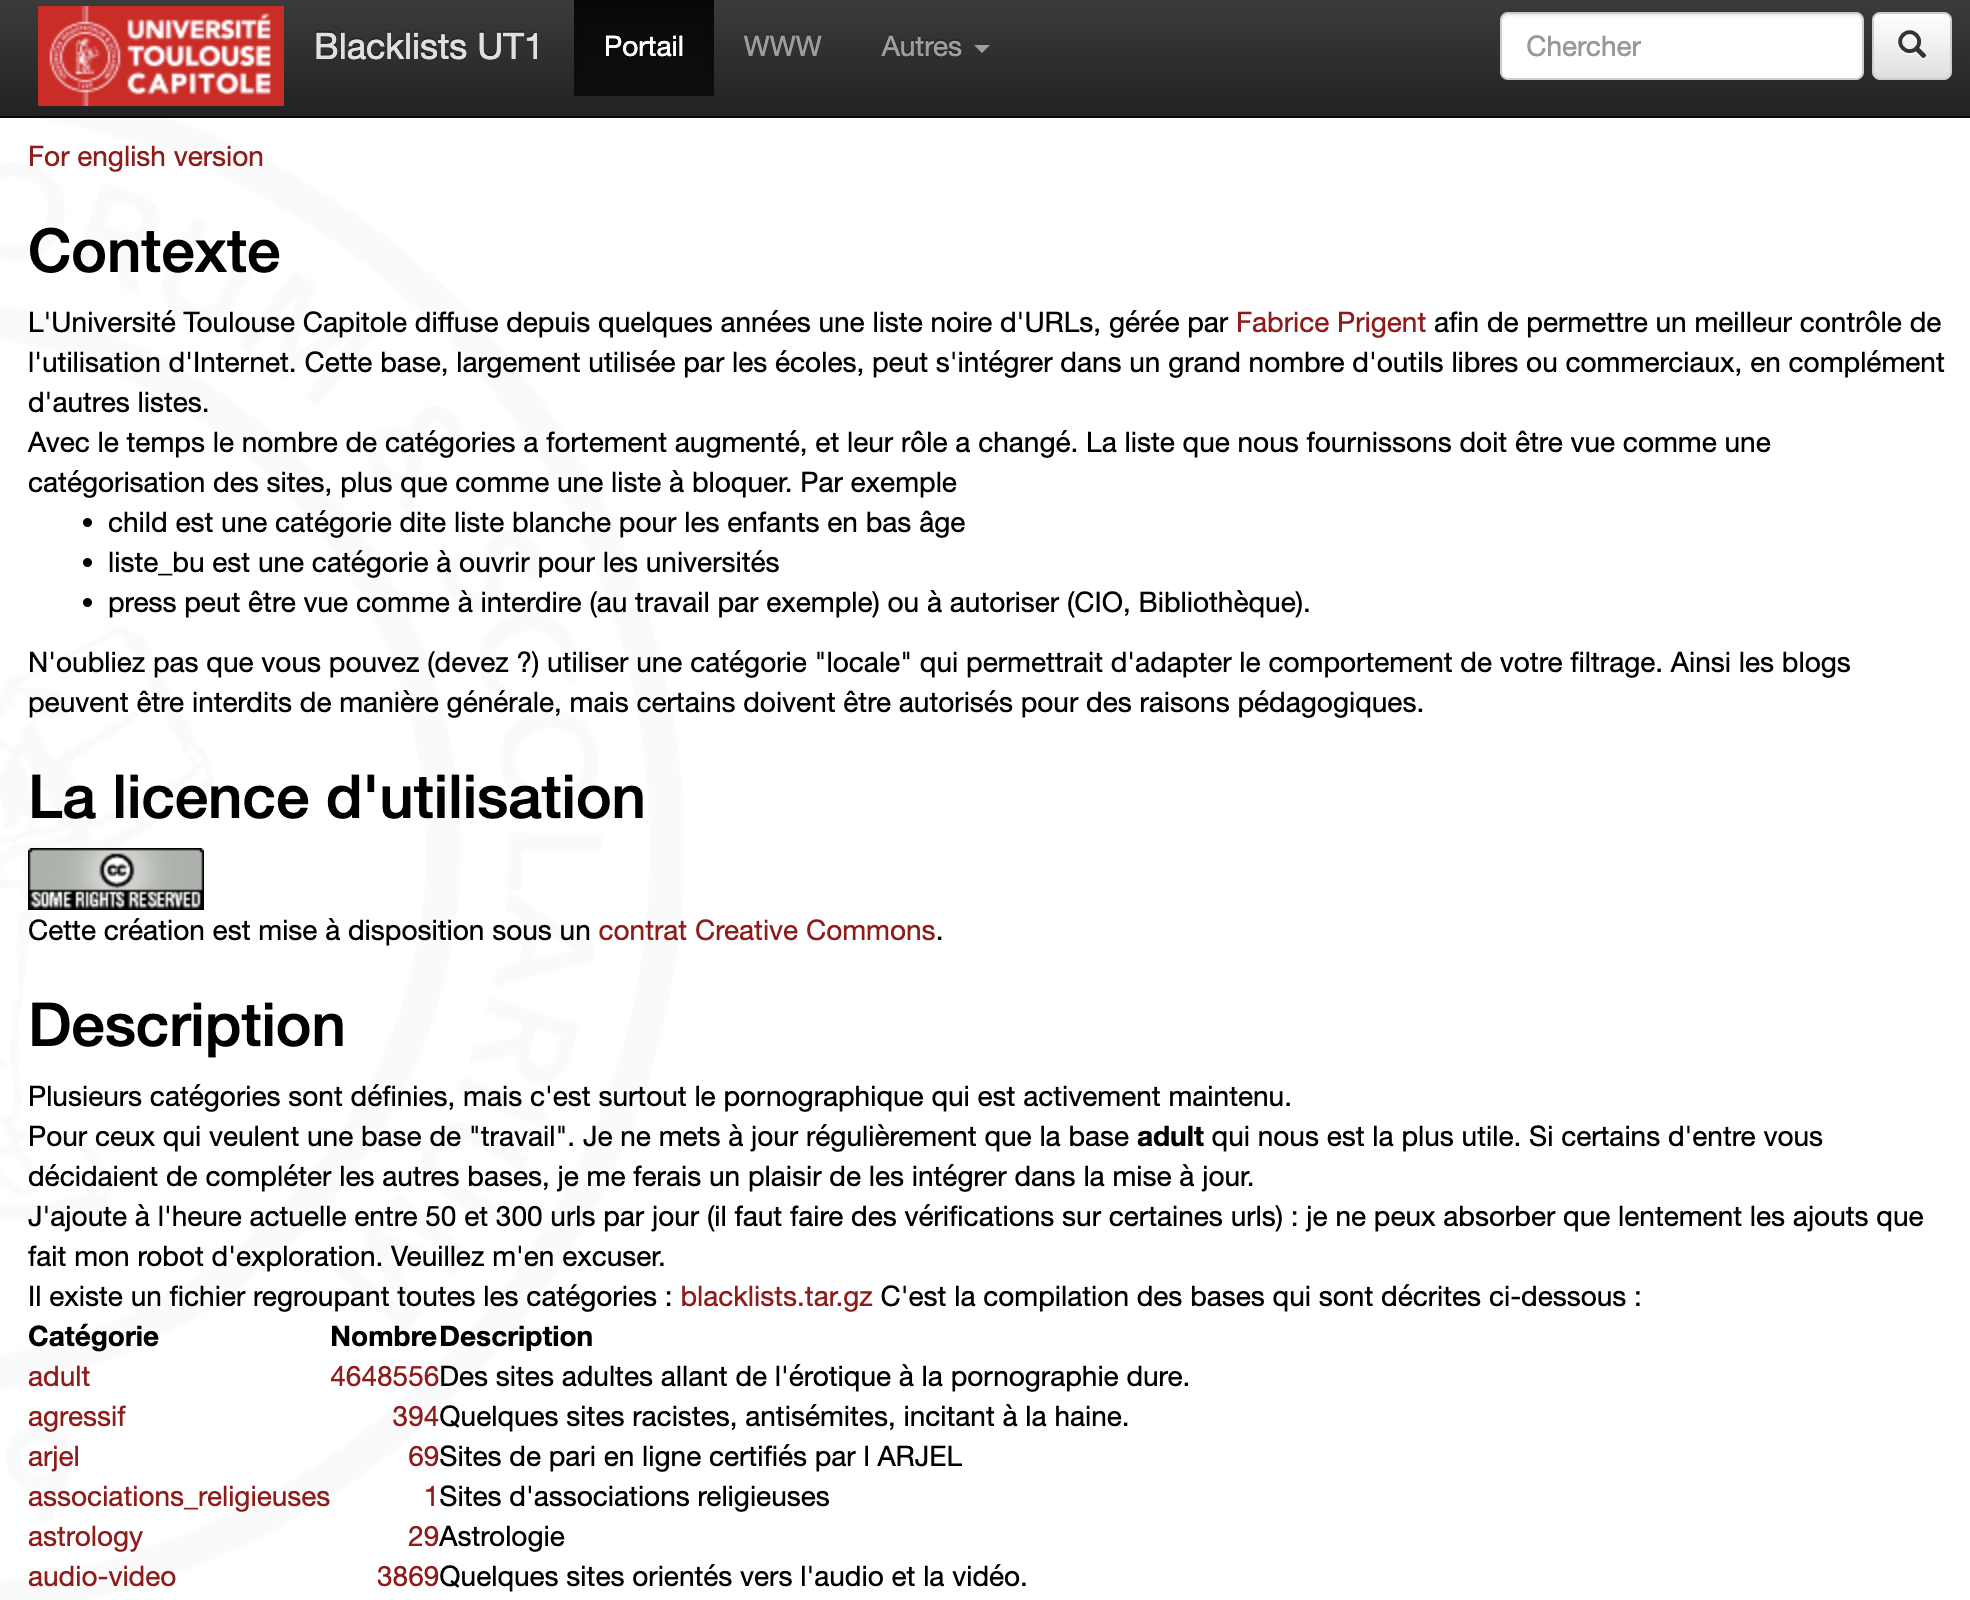 UNIVERSITÉ
TOULOUSE
CAPITOLE
Blacklists UT1 Portail WWW Autres Chercher
For english version
Contexte
L'Université Toulouse Capitole diffuse depuis quelques années une liste noire d'URLs, gérée par Fabrice Prigent afin de permettre un meilleur contrôle de
l'utilisation d'Internet. Cette base, largement utilisée par les écoles, peut s'intégrer dans un grand nombre d'outils libres ou commerciaux, en complément
d'autres listes.
Avec le temps le nombre de catégories a fortement augmenté, et leur rôle a changé. La liste que nous fournissons doit être vue comme une
catégorisation des sites, plus que comme une liste à bloquer. Par exemple
• child est une catégorie dite liste blanche pour les enfants en bas âge
• liste_bu est une catégorie à ouvrir pour les universités
• press peut être vue comme à interdire (au travail par exemple) ou à autoriser (CIO, Bibliothèque).
N'oubliez pas que vous pouvez (devez ?) utiliser une catégorie "locale" qui permettrait d'adapter le comportement de votre filtrage. Ainsi les blogs
peuvent être interdits de manière générale, mais certains doivent être autorisés pour des raisons pédagogiques.
La licence d'utilisation
cc
SOME RIGHTS RESERVED
Cette création est mise à disposition sous un contrat Creative Commons.
Description
Plusieurs catégories sont définies, mais c'est surtout le pornographique qui est activement maintenu.
Pour ceux qui veulent une base de "travail". Je ne mets à jour régulièrement que la base adult qui nous est la plus utile. Si certains d'entre vous
décidaient de compléter les autres bases, je me ferais un plaisir de les intégrer dans la mise à jour.
J'ajoute à l'heure actuelle entre 50 et 300 urls par jour (il faut faire des vérifications sur certaines urls) : je ne peux absorber que lentement les ajouts que
fait mon robot d'exploration. Veuillez m'en excuser.
Il existe un fichier regroupant toutes les catégories : blacklists.tar.gz C'est la compilation des bases qui sont décrites ci-dessous :
Catégorie Nombre Description
adult 4648556 Des sites adultes allant de l'érotique à la pornographie dure.
agressif 394 Quelques sites racistes, antisémites, incitant à la haine.
arjel 69 Sites de pari en ligne certifiés par l ARJEL
associations_religieuses 1 Sites d'associations religieuses
astrology 29 Astrologie
audio-video 3869 Quelques sites orientés vers l'audio et la vidéo.